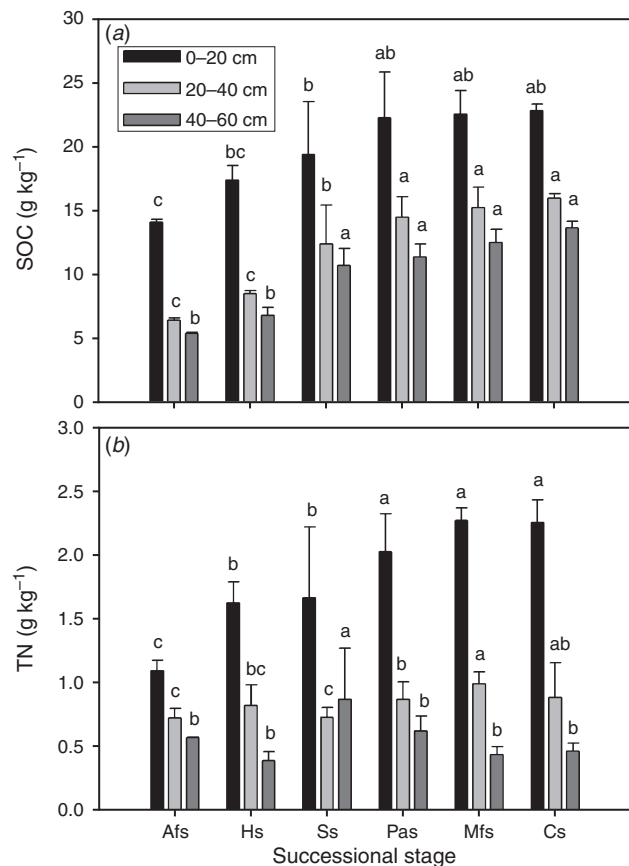 30
(a)
0–20 cm
20–40 cm
40–60 cm
25
20
15
10
5
0
SOC (g kg⁻¹)
c
c
b
bc
c
b
b
b
a
ab
a
a
ab
a
a
ab
a
a
3.0
(b)
2.5
2.0
1.5
1.0
0.5
0.0
TN (g kg⁻¹)
c
c
b
b
bc
b
b
c
a
a
b
b
a
a
b
a
ab
b
Afs Hs Ss Pas Mfs Cs
Successional stage